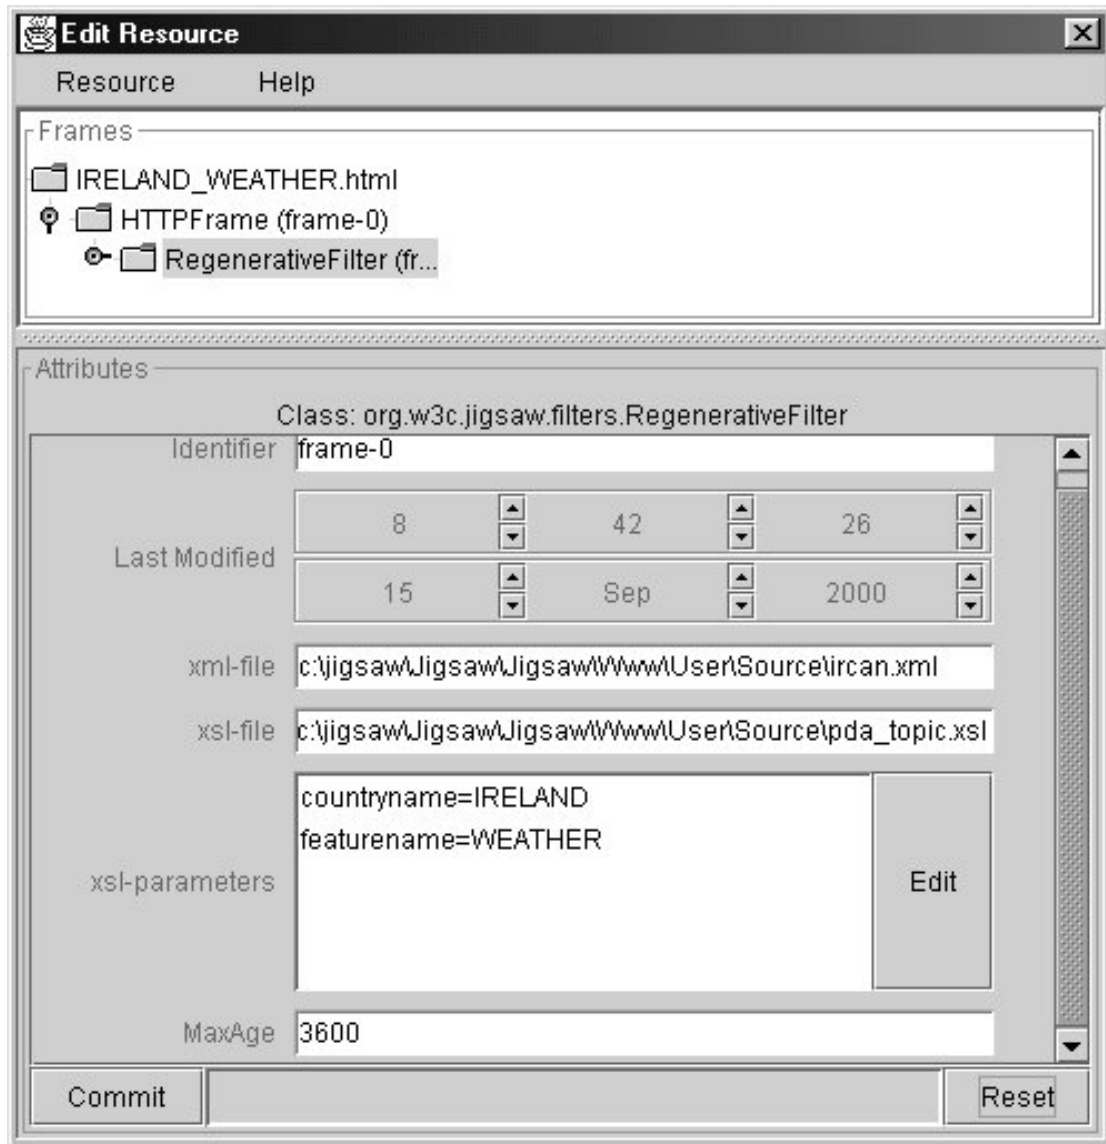 Edit Resource
Resource Help
Frames
IRELAND_WEATHER.html
HTTPFrame (frame-0)
RegenerativeFilter (fr...
Attributes
Class: org.w3c.jigsaw.filters.RegenerativeFilter
Identifier frame-0
8 42 26
Last Modified
15 Sep 2000
xml-file c:\jigsaw\Jigsaw\Jigsaw\Www\User\Source\ircan.xml
xsl-file c:\jigsaw\Jigsaw\Jigsaw\Www\User\Source\pda_topic.xsl
countryname=IRELAND
featurename=WEATHER
xsl-parameters Edit
MaxAge 3600
Commit Reset